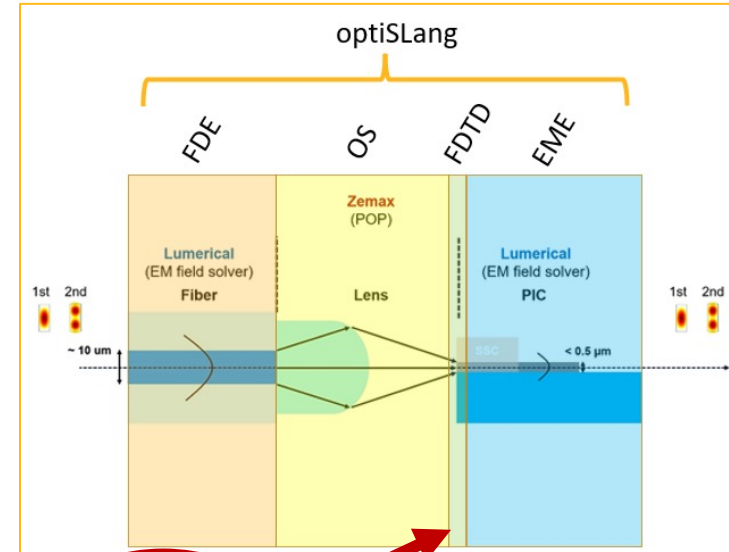 optiSLang
FDE
OS
FDTD
EME
Zemax
(POP)
Lumerical
(EM field solver)
Fiber
Lens
Lumerical
(EM field solver)
PIC
1st 2nd
1st 2nd
~ 10 um
SSC
< 0.5 µm